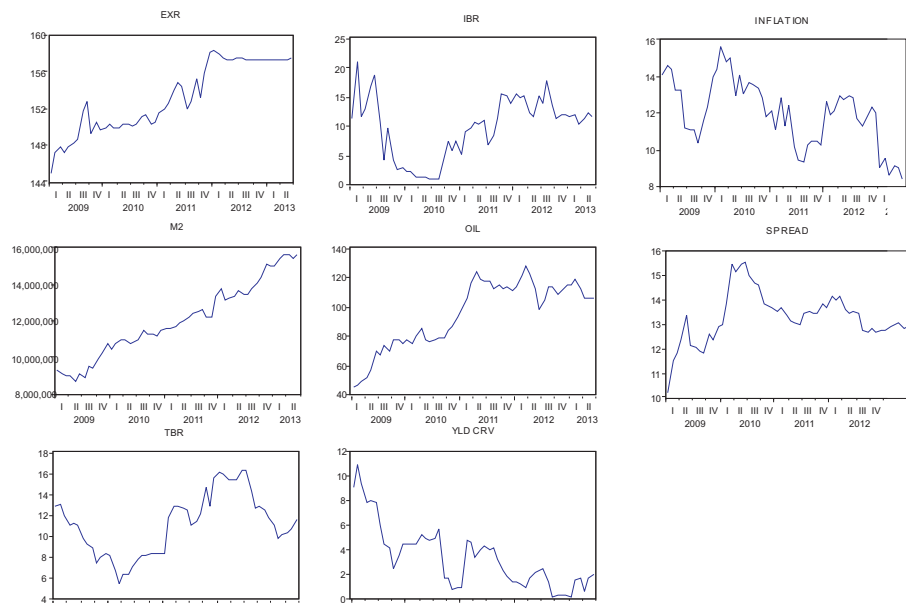 EXR
160
156
152
148
144
I II III IV I II III IV I II III IV I II III IV I II
2009 2010 2011 2012 2013
IBR
25
20
15
10
5
0
I II III IV I II III IV I II III IV I II III IV I II
2009 2010 2011 2012 2013
INFLATION
16
14
12
10
8
I II III IV I II III IV I II III IV I II III IV I
2009 2010 2011 2012
M2
16,000,000
14,000,000
12,000,000
10,000,000
8,000,000
I II III IV I II III IV I II III IV I II III IV I II
2009 2010 2011 2012 2013
OIL
140
120
100
80
60
40
I II III IV I II III IV I II III IV I II III IV I II
2009 2010 2011 2012 2013
SPREAD
16
15
14
13
12
11
10
I II III IV I II III IV I II III IV I II III IV
2009 2010 2011 2012
TBR
18
16
14
12
10
8
6
4
YLD CRV
12
10
8
6
4
2
0